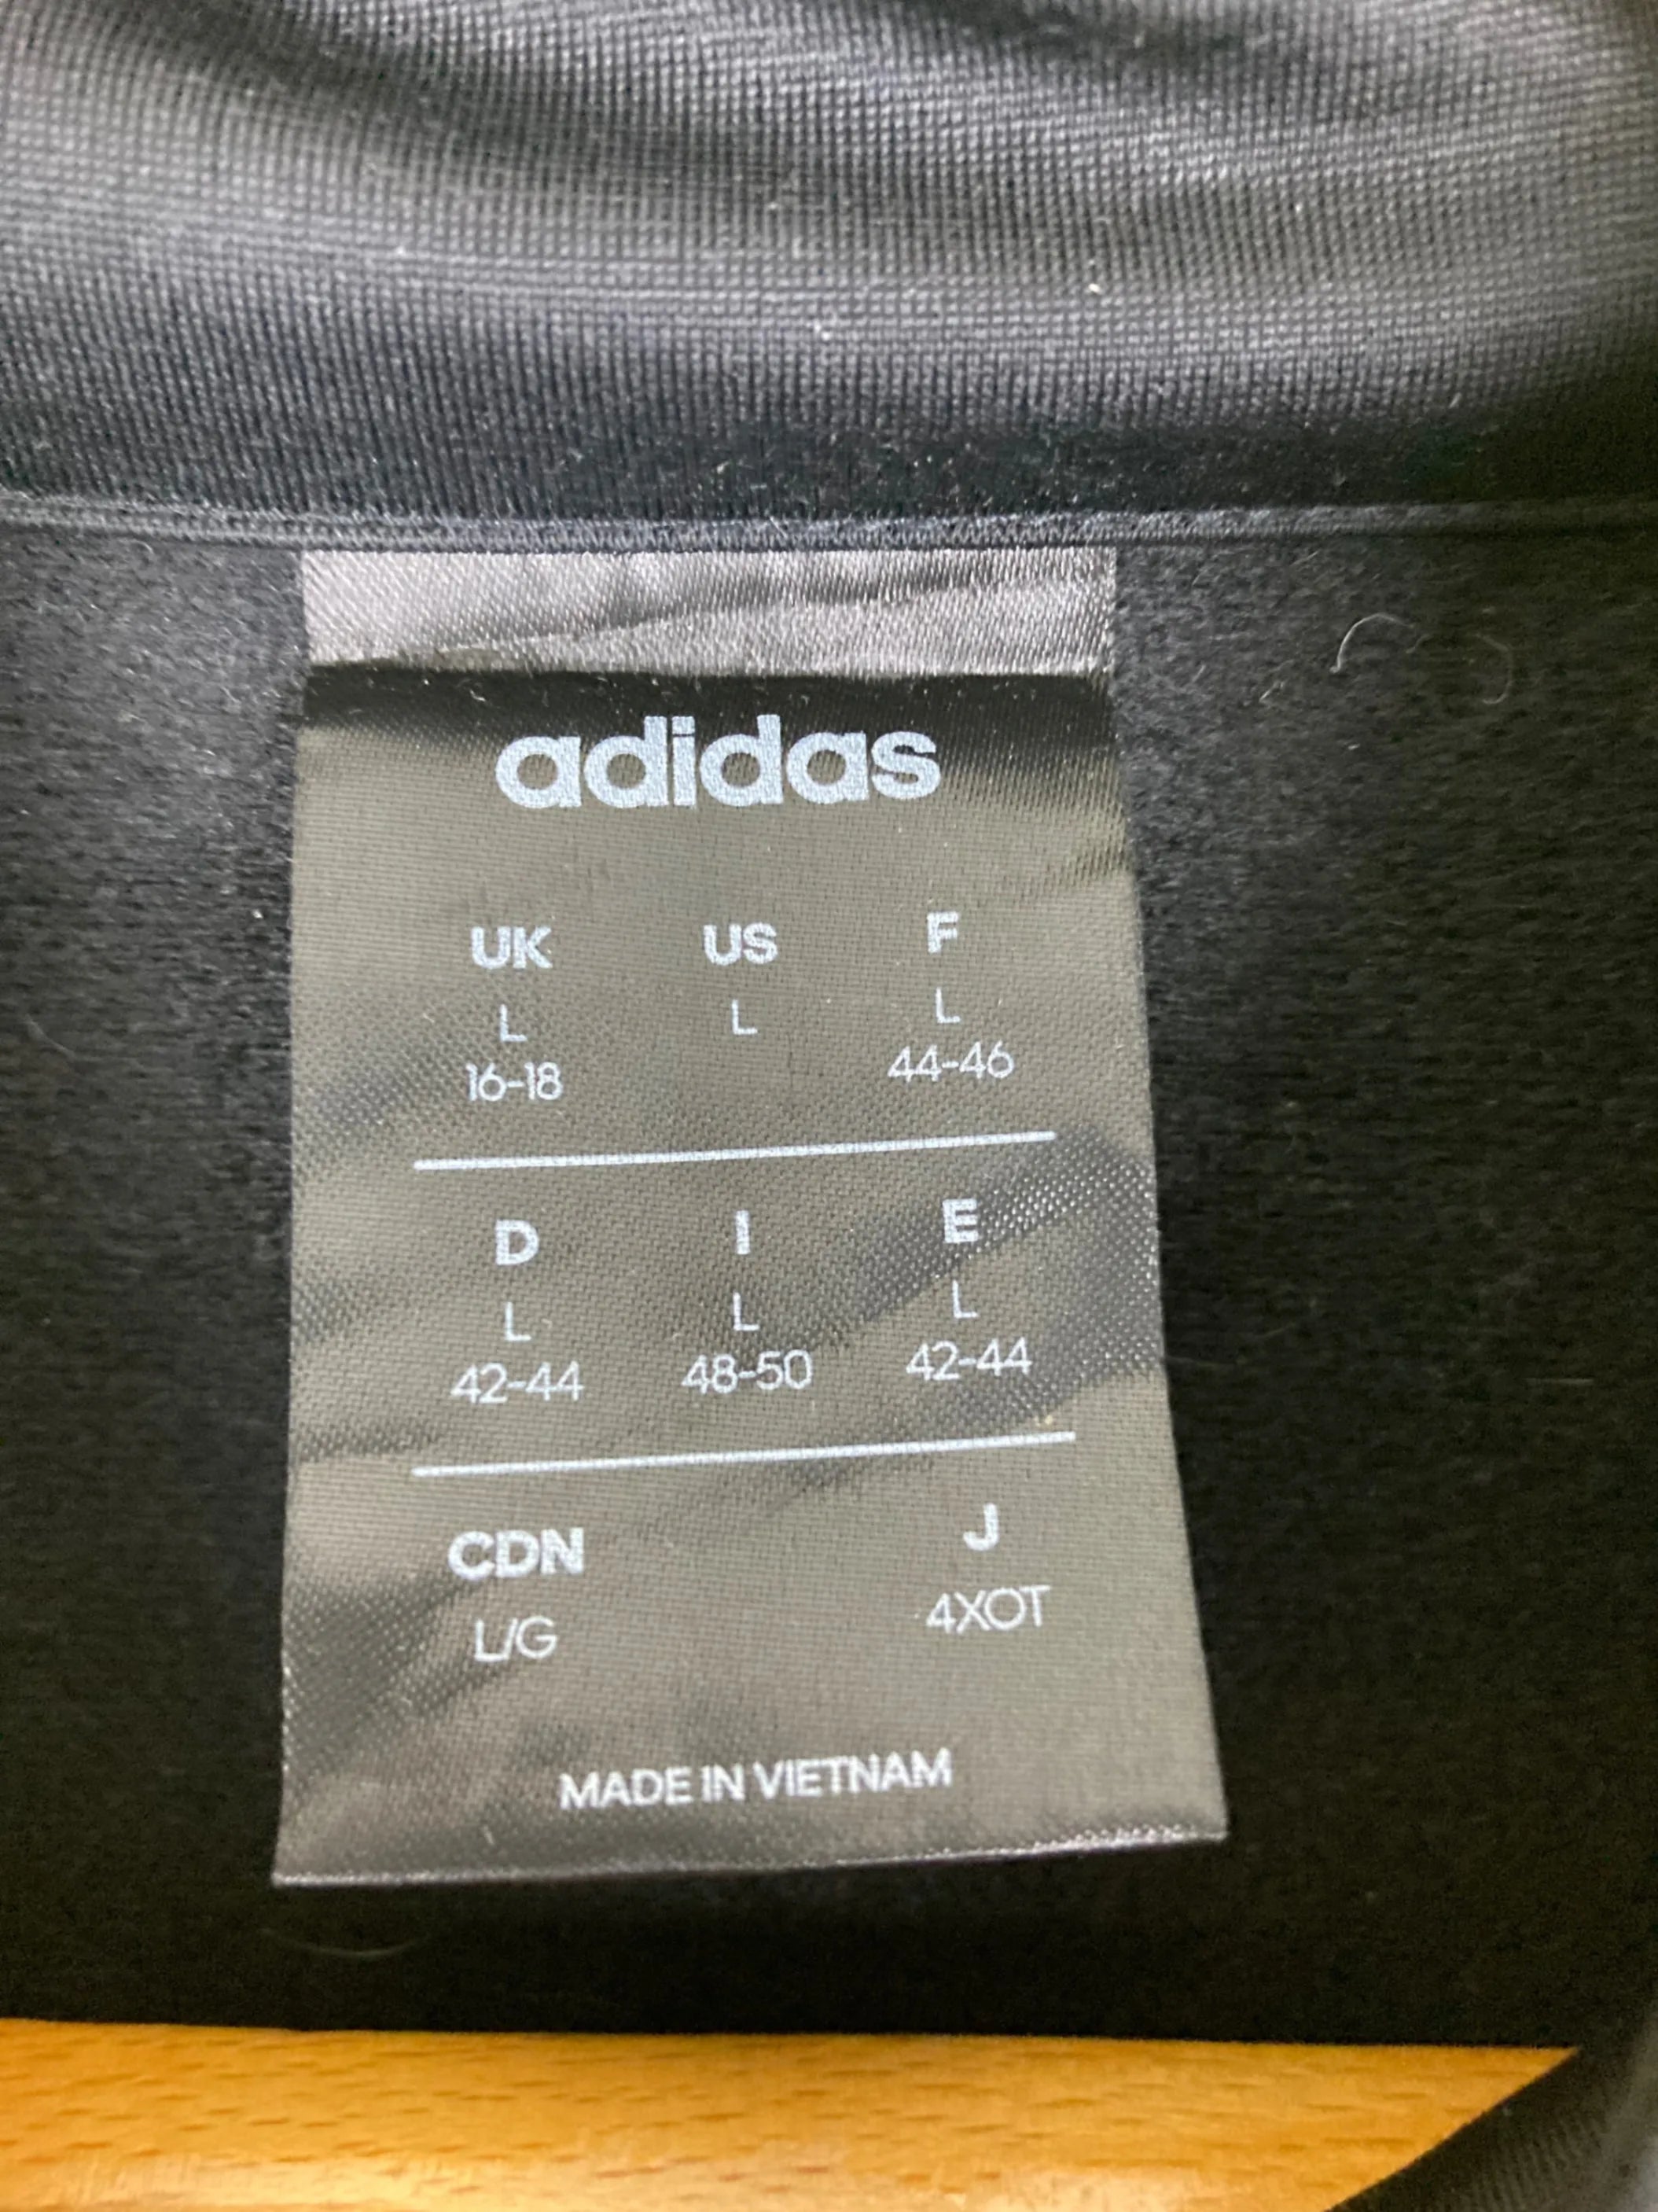 adidas
UK US F
L L L
16-18 44-46
D I E
L L L
42-44 48-50 42-44
CDN J
L/G 4XOT
MADE IN VIETNAM